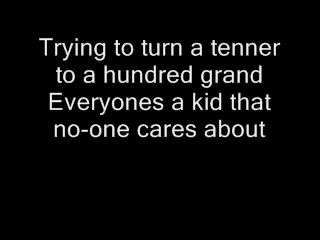 Trying to turn a tenner
to a hundred grand
Everyones a kid that
no-one cares about